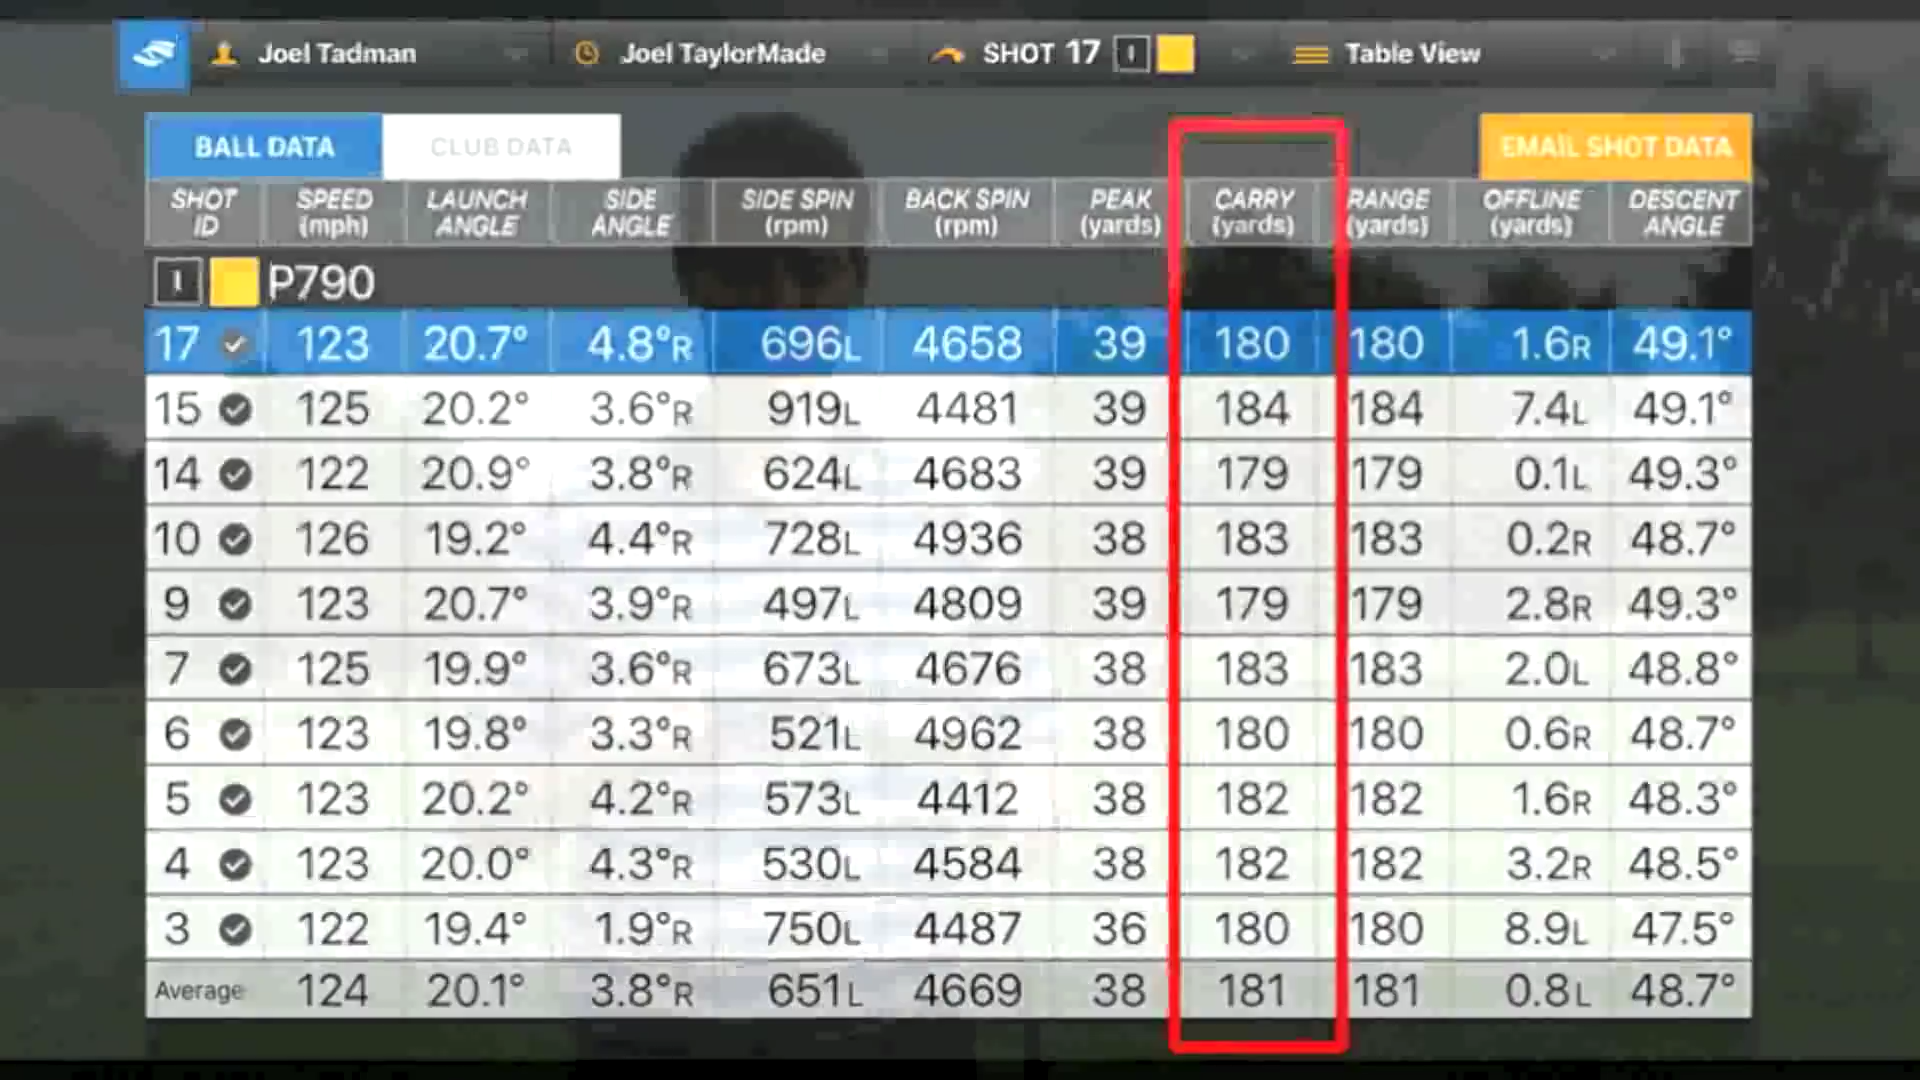 Joel Tadman Joel TaylorMade SHOT 17 1 Table View
BALL DATA CLUB DATA EMAIL SHOT DATA
SHOT ID SPEED (mph) LAUNCH ANGLE SIDE ANGLE SIDE SPIN (rpm) BACK SPIN (rpm) PEAK (yards) CARRY (yards) RANGE (yards) OFFLINE (yards) DESCENT ANGLE
1 P790
17 123 20.7° 4.8°R 696L 4658 39 180 180 1.6R 49.1°
15 125 20.2° 3.6°R 919L 4481 39 184 184 7.4L 49.1°
14 122 20.9° 3.8°R 624L 4683 39 179 179 0.1L 49.3°
10 126 19.2° 4.4°R 728L 4936 38 183 183 0.2R 48.7°
9 123 20.7° 3.9°R 497L 4809 39 179 179 2.8R 49.3°
7 125 19.9° 3.6°R 673L 4676 38 183 183 2.0L 48.8°
6 123 19.8° 3.3°R 521L 4962 38 180 180 0.6R 48.7°
5 123 20.2° 4.2°R 573L 4412 38 182 182 1.6R 48.3°
4 123 20.0° 4.3°R 530L 4584 38 182 182 3.2R 48.5°
3 122 19.4° 1.9°R 750L 4487 36 180 180 8.9L 47.5°
Average 124 20.1° 3.8°R 651L 4669 38 181 181 0.8L 48.7°